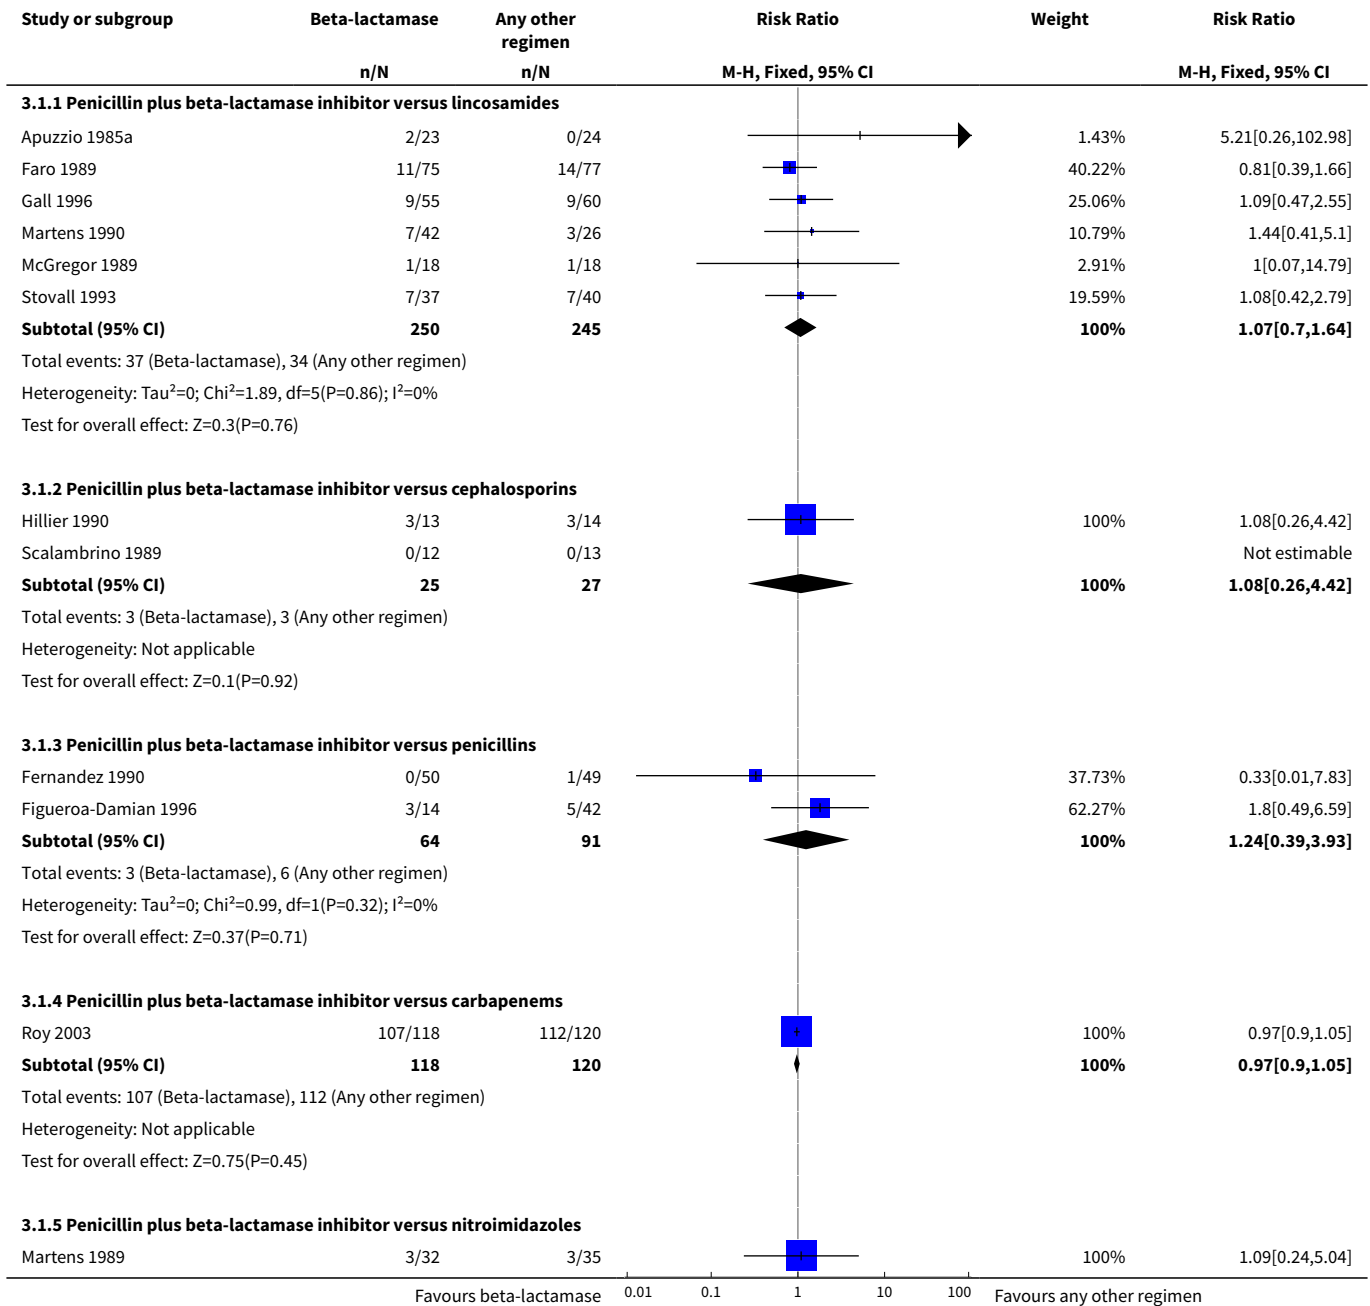 Study or subgroup Beta-lactamase Any other regimen Risk Ratio Weight Risk Ratio
n/N n/N M-H, Fixed, 95% CI M-H, Fixed, 95% CI
3.1.1 Penicillin plus beta-lactamase inhibitor versus lincosamides
Apuzzio 1985a 2/23 0/24 1.43% 5.21[0.26,102.98]
Faro 1989 11/75 14/77 40.22% 0.81[0.39,1.66]
Gall 1996 9/55 9/60 25.06% 1.09[0.47,2.55]
Martens 1990 7/42 3/26 10.79% 1.44[0.41,5.1]
McGregor 1989 1/18 1/18 2.91% 1[0.07,14.79]
Stovall 1993 7/37 7/40 19.59% 1.08[0.42,2.79]
Subtotal (95% CI) 250 245 100% 1.07[0.7,1.64]
Total events: 37 (Beta-lactamase), 34 (Any other regimen)
Heterogeneity: Tau²=0; Chi²=1.89, df=5(P=0.86); I²=0%
Test for overall effect: Z=0.3(P=0.76)
3.1.2 Penicillin plus beta-lactamase inhibitor versus cephalosporins
Hillier 1990 3/13 3/14 100% 1.08[0.26,4.42]
Scalambrino 1989 0/12 0/13 Not estimable
Subtotal (95% CI) 25 27 100% 1.08[0.26,4.42]
Total events: 3 (Beta-lactamase), 3 (Any other regimen)
Heterogeneity: Not applicable
Test for overall effect: Z=0.1(P=0.92)
3.1.3 Penicillin plus beta-lactamase inhibitor versus penicillins
Fernandez 1990 0/50 1/49 37.73% 0.33[0.01,7.83]
Figueroa-Damian 1996 3/14 5/42 62.27% 1.8[0.49,6.59]
Subtotal (95% CI) 64 91 100% 1.24[0.39,3.93]
Total events: 3 (Beta-lactamase), 6 (Any other regimen)
Heterogeneity: Tau²=0; Chi²=0.99, df=1(P=0.32); I²=0%
Test for overall effect: Z=0.37(P=0.71)
3.1.4 Penicillin plus beta-lactamase inhibitor versus carbapenems
Roy 2003 107/118 112/120 100% 0.97[0.9,1.05]
Subtotal (95% CI) 118 120 100% 0.97[0.9,1.05]
Total events: 107 (Beta-lactamase), 112 (Any other regimen)
Heterogeneity: Not applicable
Test for overall effect: Z=0.75(P=0.45)
3.1.5 Penicillin plus beta-lactamase inhibitor versus nitroimidazoles
Martens 1989 3/32 3/35 100% 1.09[0.24,5.04]
Favours beta-lactamase 0.01 0.1 1 10 100 Favours any other regimen